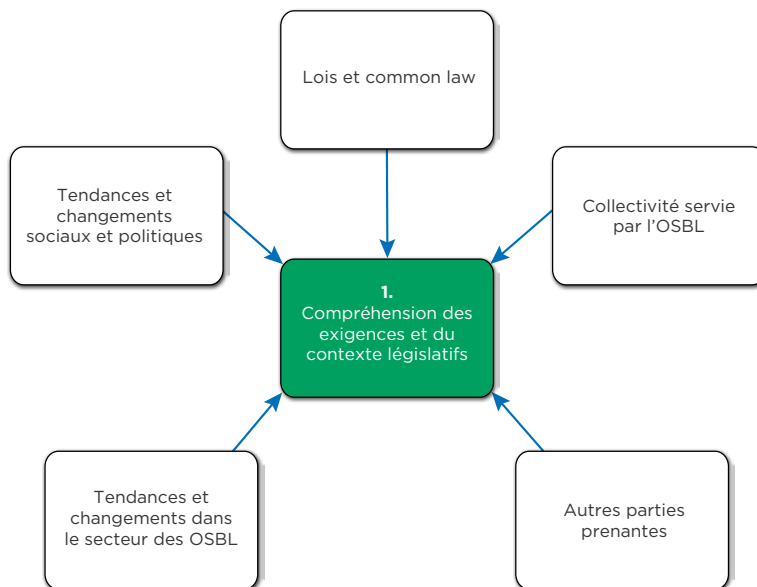 Lois et common law
Tendances et
changements
sociaux et politiques
Collectivité servie
par l’OSBL
1.
Compréhension des
exigences et du
contexte législatifs
Tendances et
changements dans
le secteur des OSBL
Autres parties
prenantes